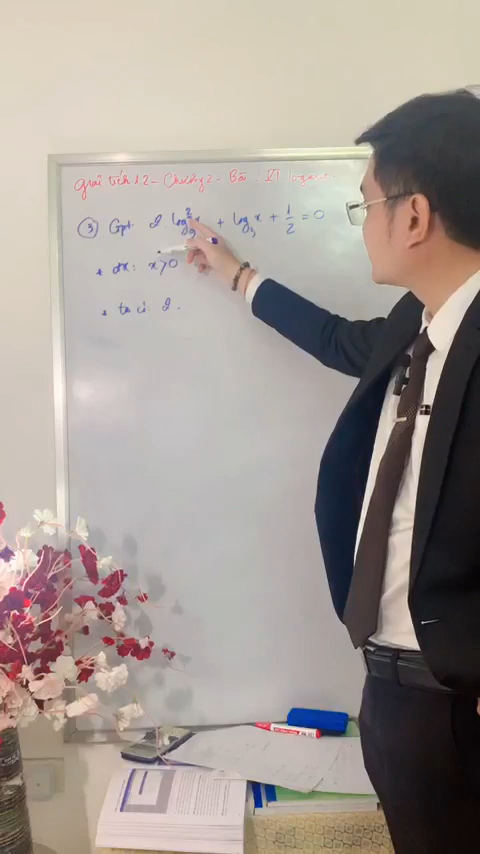 Giải tích 12 - Chương 2 - Bài . PT logarit
③ Gpt 2 log₉² x + log₃ x + 1/2 = 0
* đk: x > 0
* ta có: 2.